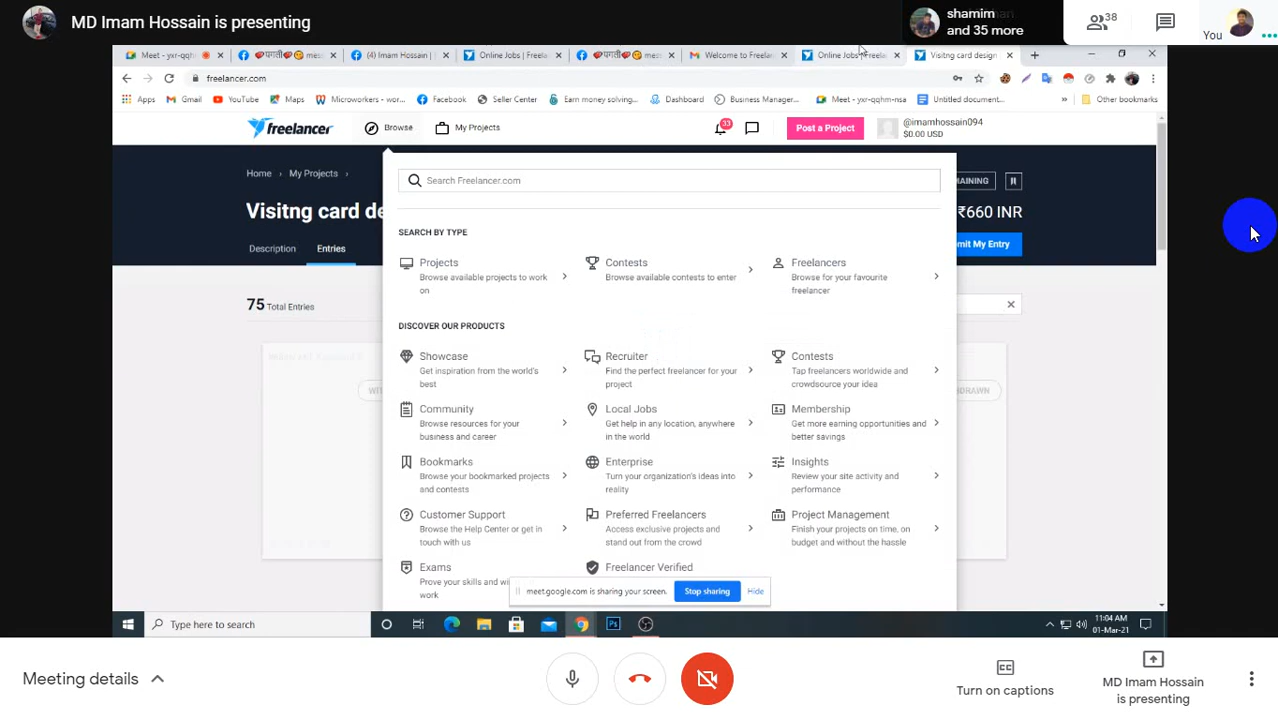 MD Imam Hossain is presenting
shamim
and 35 more
38
You
Meet - yxr-qqhm
मेंहदी
(4) Imam Hossain
Online Jobs | Freela
Welcome to Freelan
Online Jobs | Freela
Visitng card design
freelancer.com
Apps
Gmail
YouTube
Maps
Microworkers - wor...
Facebook
Seller Center
Earn money solving...
Dashboard
Business Manager...
Meet - yxr-qqhm-nsa
Untitled document...
»
Other bookmarks
freelancer
Browse
My Projects
33
Post a Project
@imamhossain094
$0.00 USD
Home › My Projects ›
Visitng card de
Description
Entries
MAINING
₹660 INR
mit My Entry
75 Total Entries
Search Freelancer.com
SEARCH BY TYPE
Projects
Browse available projects to work
on
Contests
Browse available contests to enter
Freelancers
Browse for your favourite
freelancer
DISCOVER OUR PRODUCTS
Showcase
Get inspiration from the world's
best
Recruiter
Find the perfect freelancer for your
project
Contests
Tap freelancers worldwide and
crowdsource your idea
Community
Browse resources for your
business and career
Local Jobs
Get help in any location, anywhere
in the world
Membership
Get more earning opportunities and
better savings
Bookmarks
Browse your bookmarked projects
and contests
Enterprise
Turn your organization's ideas into
reality
Insights
Review your site activity and
performance
Customer Support
Browse the Help Center or get in
touch with us
Preferred Freelancers
Access exclusive projects and
stand out from the crowd
Project Management
Finish your projects on time, on
budget and without the hassle
Exams
Prove your skills and wi
work
Freelancer Verified
WIT
HDRAWN
meet.google.com is sharing your screen.
Stop sharing
Hide
Type here to search
Ps
11:04 AM
01-Mar-21
Meeting details
CC
Turn on captions
MD Imam Hossain
is presenting